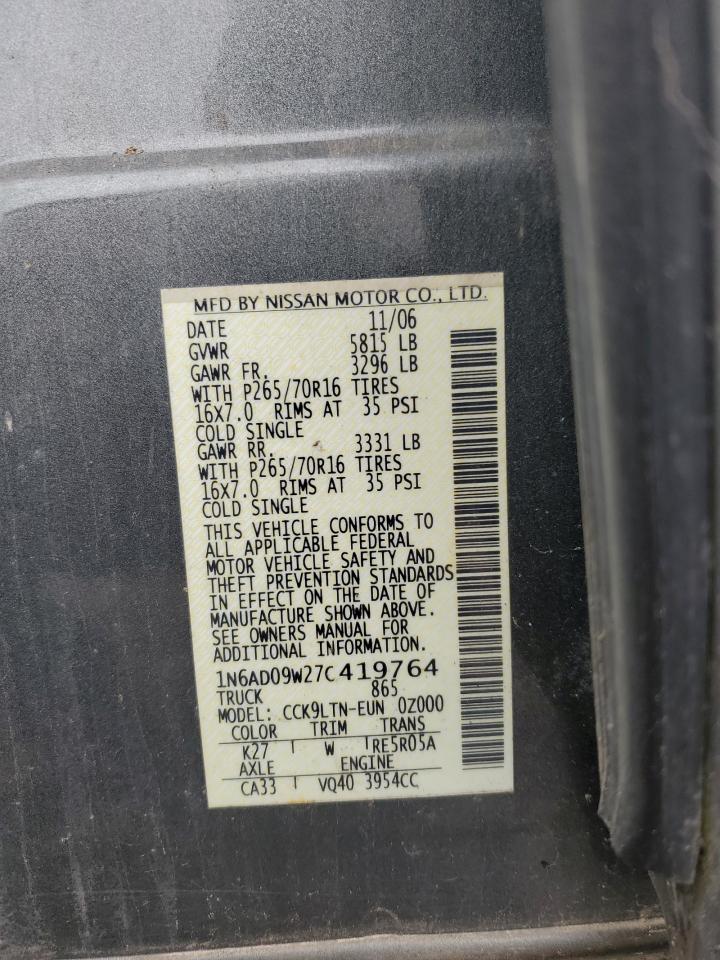 MFD BY NISSAN MOTOR CO., LTD.
DATE 11/06
GVWR 5815 LB
GAWR FR. 3296 LB
WITH P265/70R16 TIRES
16X7.0 RIMS AT 35 PSI
COLD SINGLE
GAWR RR. 3331 LB
WITH P265/70R16 TIRES
16X7.0 RIMS AT 35 PSI
COLD SINGLE
THIS VEHICLE CONFORMS TO
ALL APPLICABLE FEDERAL
MOTOR VEHICLE SAFETY AND
THEFT PREVENTION STANDARDS
IN EFFECT ON THE DATE OF
MANUFACTURE SHOWN ABOVE.
SEE OWNERS MANUAL FOR
ADDITIONAL INFORMATION.
1N6AD09W27C419764
TRUCK 865
MODEL: CCK9LTN-EUN 0Z000
COLOR TRIM TRANS
K27 W RE5R05A
AXLE ENGINE
CA33 VQ40 3954CC